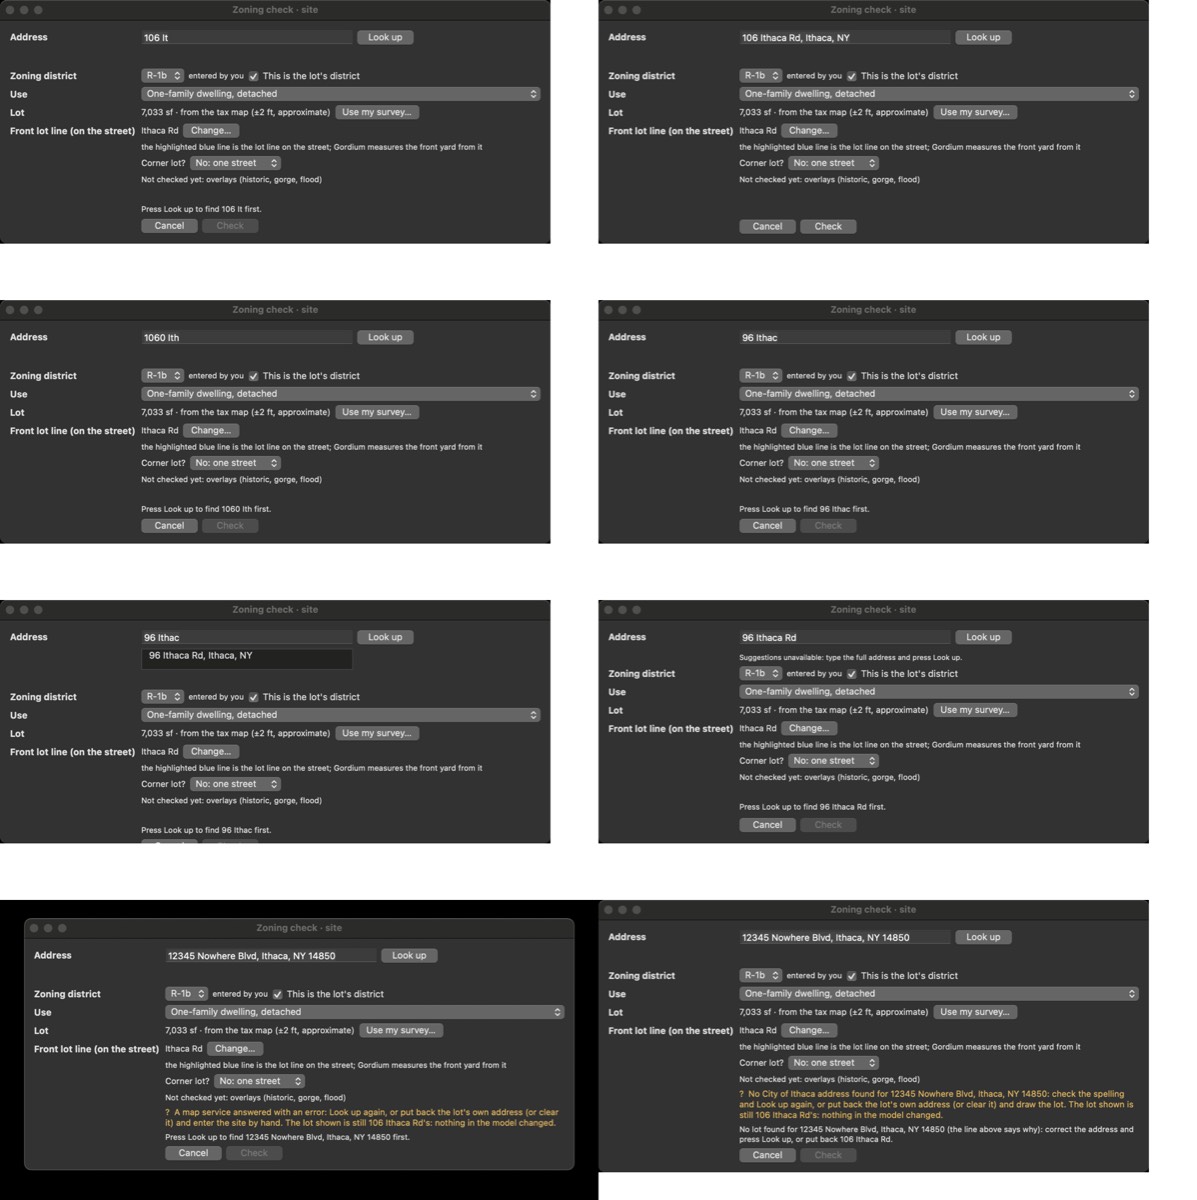 Zoning check · site
Address 106 It Look up
Zoning district R-1b entered by you This is the lot's district
Use One-family dwelling, detached
Lot 7,033 sf · from the tax map (±2 ft, approximate) Use my survey...
Front lot line (on the street) Ithaca Rd Change...
the highlighted blue line is the lot line on the street; Gordium measures the front yard from it
Corner lot? No: one street
Not checked yet: overlays (historic, gorge, flood)
Press Look up to find 106 It first.
Cancel Check
Zoning check · site
Address 106 Ithaca Rd, Ithaca, NY Look up
Zoning district R-1b entered by you This is the lot's district
Use One-family dwelling, detached
Lot 7,033 sf · from the tax map (±2 ft, approximate) Use my survey...
Front lot line (on the street) Ithaca Rd Change...
the highlighted blue line is the lot line on the street; Gordium measures the front yard from it
Corner lot? No: one street
Not checked yet: overlays (historic, gorge, flood)
Cancel Check
Zoning check · site
Address 1060 Ith Look up
Zoning district R-1b entered by you This is the lot's district
Use One-family dwelling, detached
Lot 7,033 sf · from the tax map (±2 ft, approximate) Use my survey...
Front lot line (on the street) Ithaca Rd Change...
the highlighted blue line is the lot line on the street; Gordium measures the front yard from it
Corner lot? No: one street
Not checked yet: overlays (historic, gorge, flood)
Press Look up to find 1060 Ith first.
Cancel Check
Zoning check · site
Address 96 Ithac Look up
Zoning district R-1b entered by you This is the lot's district
Use One-family dwelling, detached
Lot 7,033 sf · from the tax map (±2 ft, approximate) Use my survey...
Front lot line (on the street) Ithaca Rd Change...
the highlighted blue line is the lot line on the street; Gordium measures the front yard from it
Corner lot? No: one street
Not checked yet: overlays (historic, gorge, flood)
Press Look up to find 96 Ithac first.
Cancel Check
Zoning check · site
Address 96 Ithac Look up
96 Ithaca Rd, Ithaca, NY
Zoning district R-1b entered by you This is the lot's district
Use One-family dwelling, detached
Lot 7,033 sf · from the tax map (±2 ft, approximate) Use my survey...
Front lot line (on the street) Ithaca Rd Change...
the highlighted blue line is the lot line on the street; Gordium measures the front yard from it
Corner lot? No: one street
Not checked yet: overlays (historic, gorge, flood)
Press Look up to find 96 Ithac first.
Zoning check · site
Address 96 Ithaca Rd Look up
Suggestions unavailable: type the full address and press Look up.
Zoning district R-1b entered by you This is the lot's district
Use One-family dwelling, detached
Lot 7,033 sf · from the tax map (±2 ft, approximate) Use my survey...
Front lot line (on the street) Ithaca Rd Change...
the highlighted blue line is the lot line on the street; Gordium measures the front yard from it
Corner lot? No: one street
Not checked yet: overlays (historic, gorge, flood)
Press Look up to find 96 Ithaca Rd first.
Cancel Check
Zoning check · site
Address 12345 Nowhere Blvd, Ithaca, NY 14850 Look up
Zoning district R-1b entered by you This is the lot's district
Use One-family dwelling, detached
Lot 7,033 sf · from the tax map (±2 ft, approximate) Use my survey...
Front lot line (on the street) Ithaca Rd Change...
the highlighted blue line is the lot line on the street; Gordium measures the front yard from it
Corner lot? No: one street
Not checked yet: overlays (historic, gorge, flood)
? A map service answered with an error: Look up again, or put back the lot's own address (or clear
it) and enter the site by hand. The lot shown is still 106 Ithaca Rd's: nothing in the model changed.
Press Look up to find 12345 Nowhere Blvd, Ithaca, NY 14850 first.
Cancel Check
Zoning check · site
Address 12345 Nowhere Blvd, Ithaca, NY 14850 Look up
Zoning district R-1b entered by you This is the lot's district
Use One-family dwelling, detached
Lot 7,033 sf · from the tax map (±2 ft, approximate) Use my survey...
Front lot line (on the street) Ithaca Rd Change...
the highlighted blue line is the lot line on the street; Gordium measures the front yard from it
Corner lot? No: one street
Not checked yet: overlays (historic, gorge, flood)
? No City of Ithaca address found for 12345 Nowhere Blvd, Ithaca, NY 14850: check the spelling
and Look up again, or put back the lot's own address (or clear it) and draw the lot. The lot shown is
still 106 Ithaca Rd's: nothing in the model changed.
No lot found for 12345 Nowhere Blvd, Ithaca, NY 14850 (the line above says why): correct the address and
press Look up, or put back 106 Ithaca Rd.
Cancel Check